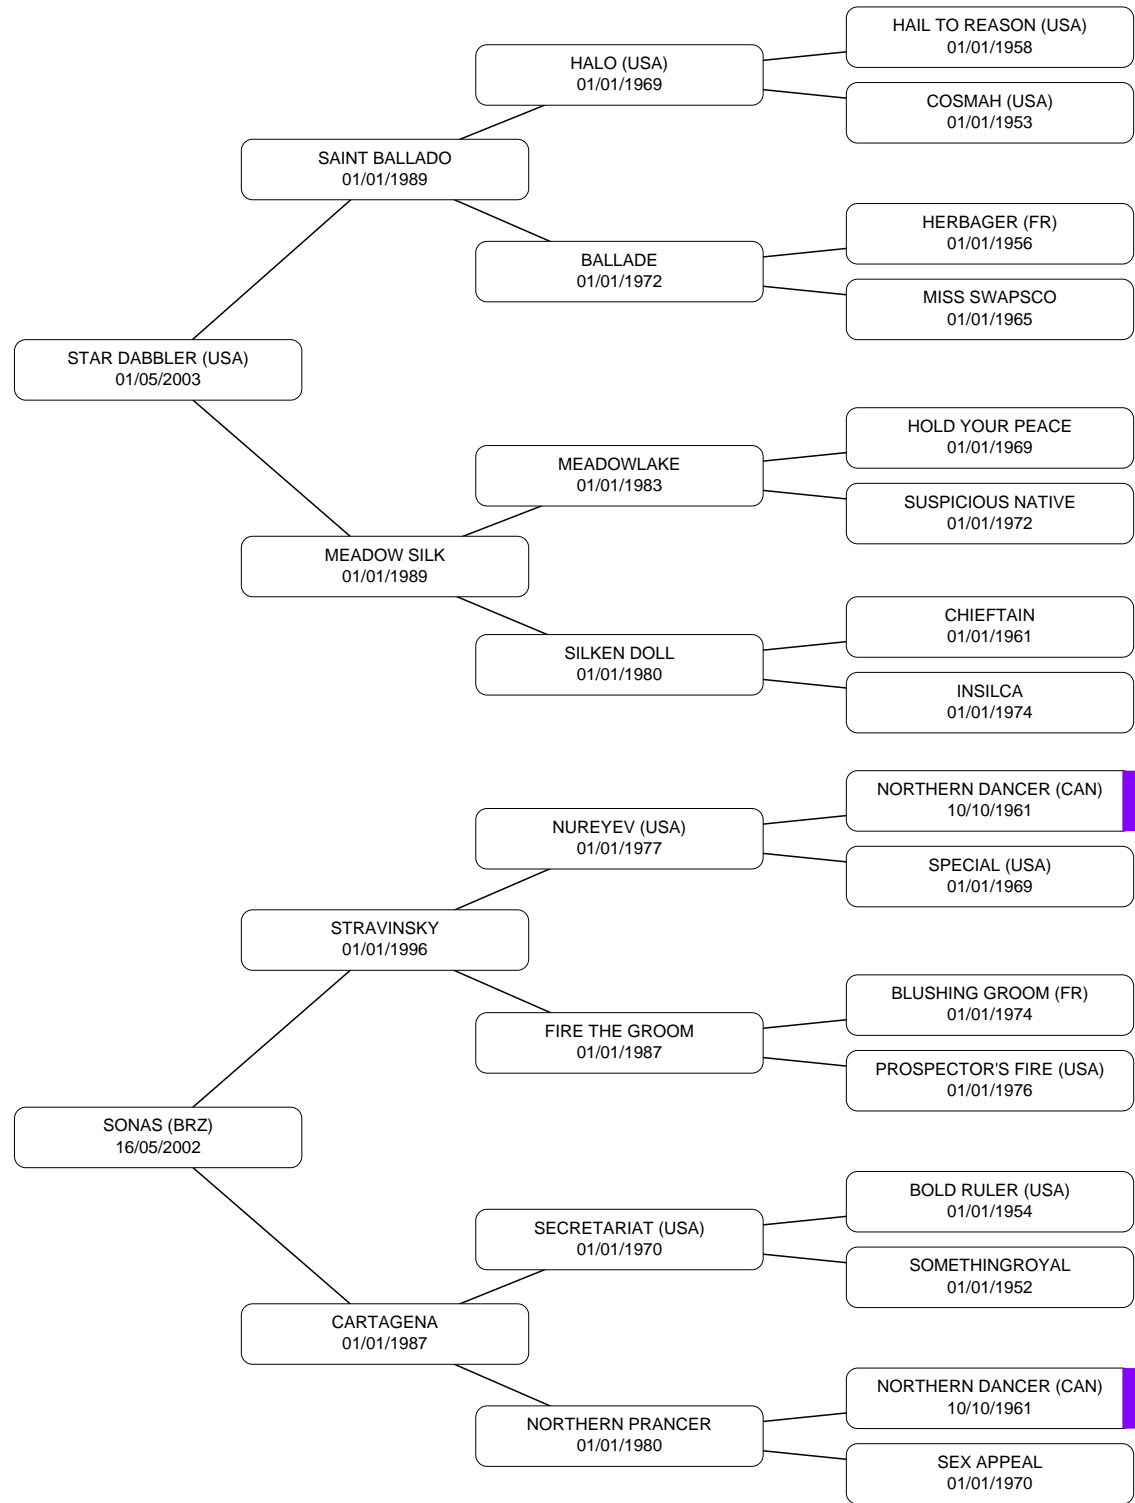 HAIL TO REASON (USA)
01/01/1958
HALO (USA)
01/01/1969
COSMAH (USA)
01/01/1953
SAINT BALLADO
01/01/1989
HERBAGER (FR)
01/01/1956
BALLADE
01/01/1972
MISS SWAPSCO
01/01/1965
STAR DABBLER (USA)
01/05/2003
HOLD YOUR PEACE
01/01/1969
MEADOWLAKE
01/01/1983
SUSPICIOUS NATIVE
01/01/1972
MEADOW SILK
01/01/1989
CHIEFTAIN
01/01/1961
SILKEN DOLL
01/01/1980
INSILCA
01/01/1974
NORTHERN DANCER (CAN)
10/10/1961
NUREYEV (USA)
01/01/1977
SPECIAL (USA)
01/01/1969
STRAVINSKY
01/01/1996
BLUSHING GROOM (FR)
01/01/1974
FIRE THE GROOM
01/01/1987
PROSPECTOR'S FIRE (USA)
01/01/1976
SONAS (BRZ)
16/05/2002
BOLD RULER (USA)
01/01/1954
SECRETARIAT (USA)
01/01/1970
SOMETHINGROYAL
01/01/1952
CARTAGENA
01/01/1987
NORTHERN DANCER (CAN)
10/10/1961
NORTHERN PRANCER
01/01/1980
SEX APPEAL
01/01/1970